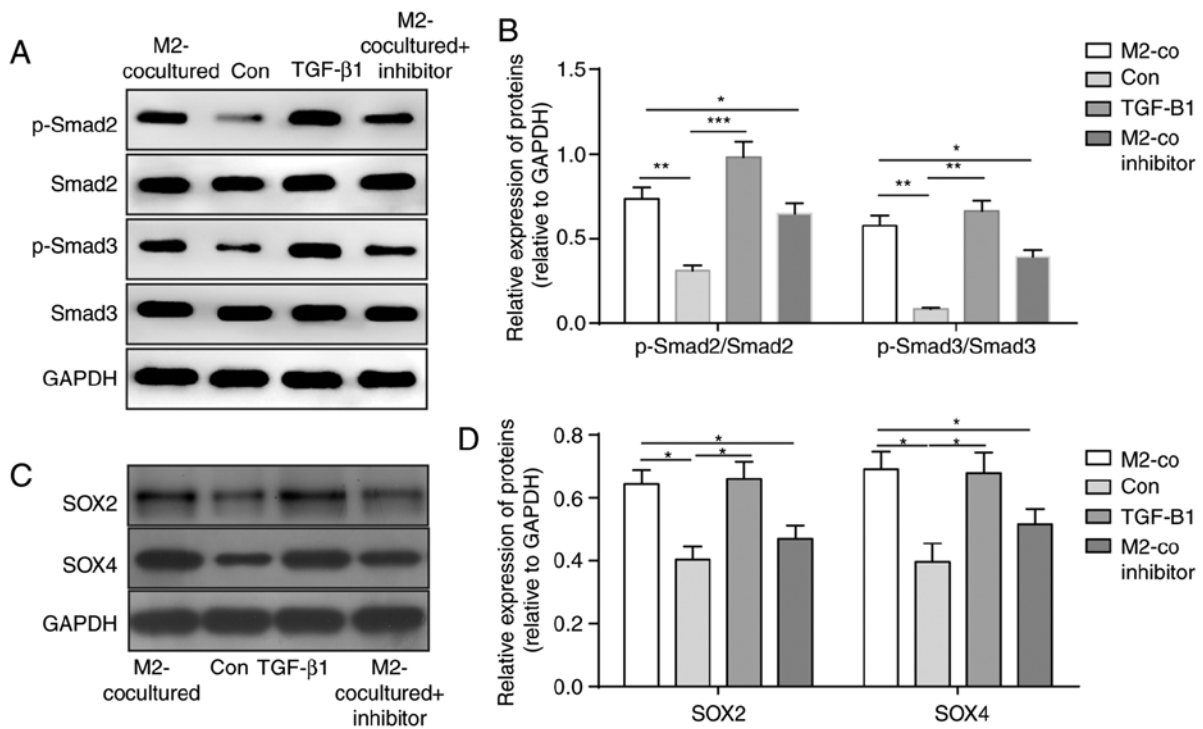 A
M2-
cocultured Con TGF-β1 M2-
cocultured+
inhibitor
p-Smad2
Smad2
p-Smad3
Smad3
GAPDH
B
Relative expression of proteins
(relative to GAPDH)
1.5
1.0
0.5
0.0
* *** **
* ** **
p-Smad2/Smad2 p-Smad3/Smad3
M2-co
Con
TGF-B1
M2-co
inhibitor
C
SOX2
SOX4
GAPDH
M2-
cocultured Con TGF-β1 M2-
cocultured+
inhibitor
D
Relative expression of proteins
(relative to GAPDH)
0.8
0.6
0.4
0.2
0.0
* * *
* * *
SOX2 SOX4
M2-co
Con
TGF-B1
M2-co
inhibitor